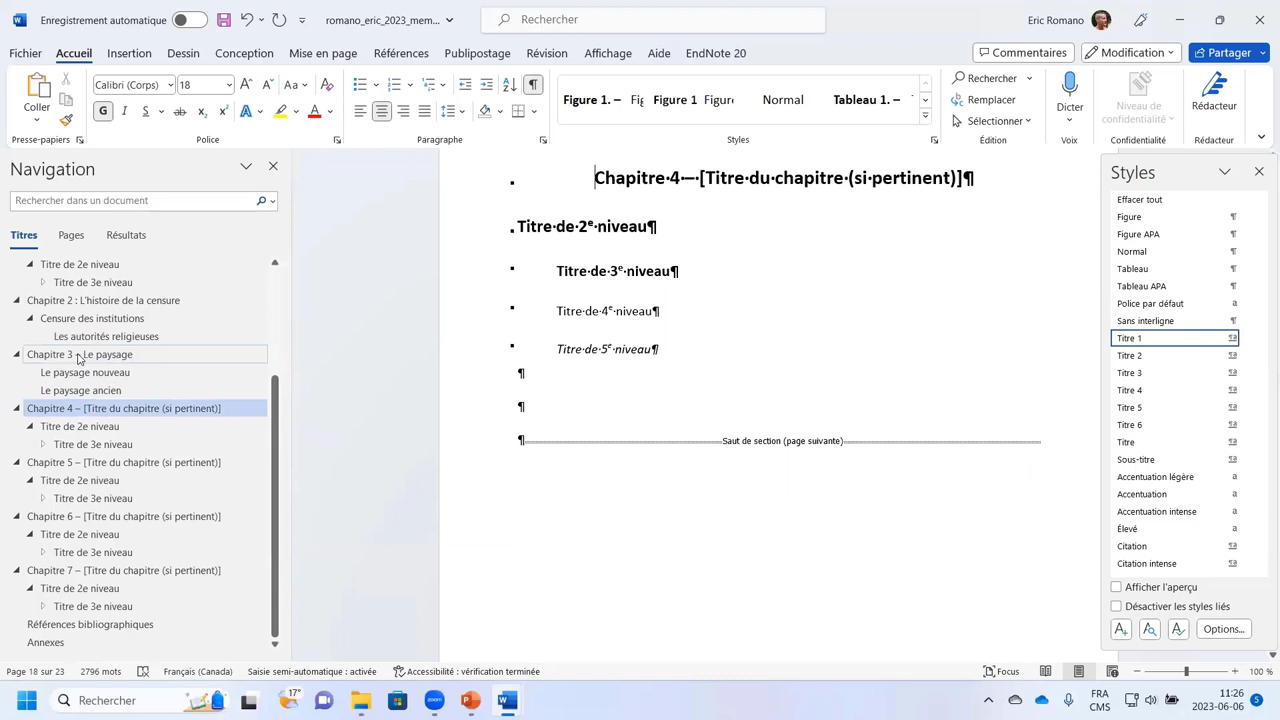 Enregistrement automatique
romano_eric_2023_mem...
Rechercher
Eric Romano
Fichier
Accueil
Insertion
Dessin
Conception
Mise en page
Références
Publipostage
Révision
Affichage
Aide
EndNote 20
Commentaires
Modification
Partager
Calibri (Corps)
18
Aa
Coller
G I S ab x₂ x² A A
Figure 1. –
Fig
Figure 1
Figure
Normal
Tableau 1. –
Rechercher
Remplacer
Sélectionner
Dicter
Niveau de
confidentialité
Rédacteur
Presse-papiers
Police
Paragraphe
Styles
Édition
Voix
Confidentialité
Rédacteur
Navigation
Rechercher dans un document
Titres
Pages
Résultats
Titre de 2e niveau
Titre de 3e niveau
Chapitre 2 : L'histoire de la censure
Censure des institutions
Les autorités religieuses
Chapitre 3 – Le paysage
Le paysage nouveau
Le paysage ancien
Chapitre 4 – [Titre du chapitre (si pertinent)]
Titre de 2e niveau
Titre de 3e niveau
Chapitre 5 – [Titre du chapitre (si pertinent)]
Titre de 2e niveau
Titre de 3e niveau
Chapitre 6 – [Titre du chapitre (si pertinent)]
Titre de 2e niveau
Titre de 3e niveau
Chapitre 7 – [Titre du chapitre (si pertinent)]
Titre de 2e niveau
Titre de 3e niveau
Références bibliographiques
Annexes
Chapitre·4·–·[Titre·du·chapitre·(si·pertinent)]¶
Titre·de·2ᵉ·niveau¶
Titre·de·3ᵉ·niveau¶
Titre·de·4ᵉ·niveau¶
Titre·de·5ᵉ·niveau¶
¶
¶
¶
Saut de section (page suivante)
Styles
Effacer tout
Figure ¶
Figure APA ¶
Normal ¶
Tableau ¶
Tableau APA ¶
Police par défaut a
Sans interligne ¶
Titre 1 ¶a
Titre 2 ¶a
Titre 3 ¶a
Titre 4 ¶a
Titre 5 ¶a
Titre 6 ¶a
Titre ¶a
Sous-titre ¶a
Accentuation légère a
Accentuation a
Accentuation intense a
Élevé a
Citation ¶a
Citation intense ¶a
Afficher l'aperçu
Désactiver les styles liés
Options...
Page 18 sur 23
2796 mots
Français (Canada)
Saisie semi-automatique : activée
Accessibilité : vérification terminée
Focus
100 %
Rechercher
17°
zoom
FRA
CMS
11:26
2023-06-06
5